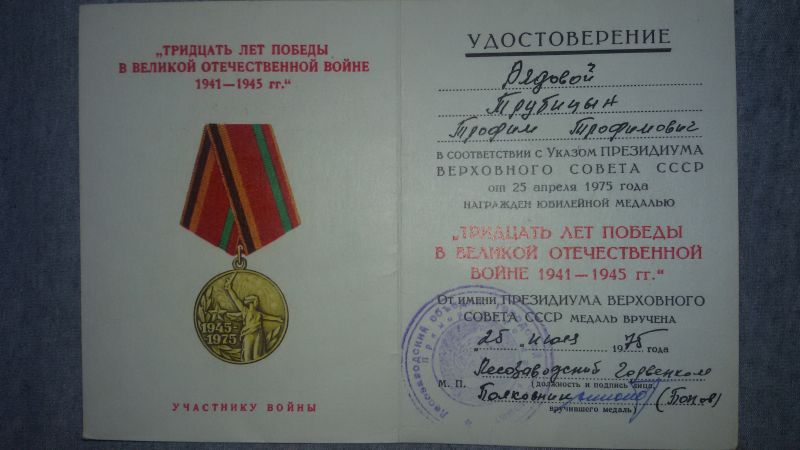 „ТРИДЦАТЬ ЛЕТ ПОБЕДЫ
В ВЕЛИКОЙ ОТЕЧЕСТВЕННОЙ ВОЙНЕ
1941—1945 гг.“
1945-
1975
УЧАСТНИКУ ВОЙНЫ
УДОСТОВЕРЕНИЕ
Рядовой
Трубицын
Трофим Трофимович
В СООТВЕТСТВИИ С УКАЗОМ ПРЕЗИДИУМА
ВЕРХОВНОГО СОВЕТА СССР
от 25 апреля 1975 года
НАГРАЖДЕН ЮБИЛЕЙНОЙ МЕДАЛЬЮ
„ТРИДЦАТЬ ЛЕТ ПОБЕДЫ
В ВЕЛИКОЙ ОТЕЧЕСТВЕННОЙ
ВОЙНЕ 1941—1945 гг.“
ОТ ИМЕНИ ПРЕЗИДИУМА ВЕРХОВНОГО
СОВЕТА СССР МЕДАЛЬ ВРУЧЕНА
„25 „ 1975 года
Лесозаводский Горвенком
М. П. (должность и подпись лица,
Полковник (Попов)
вручившего медаль)